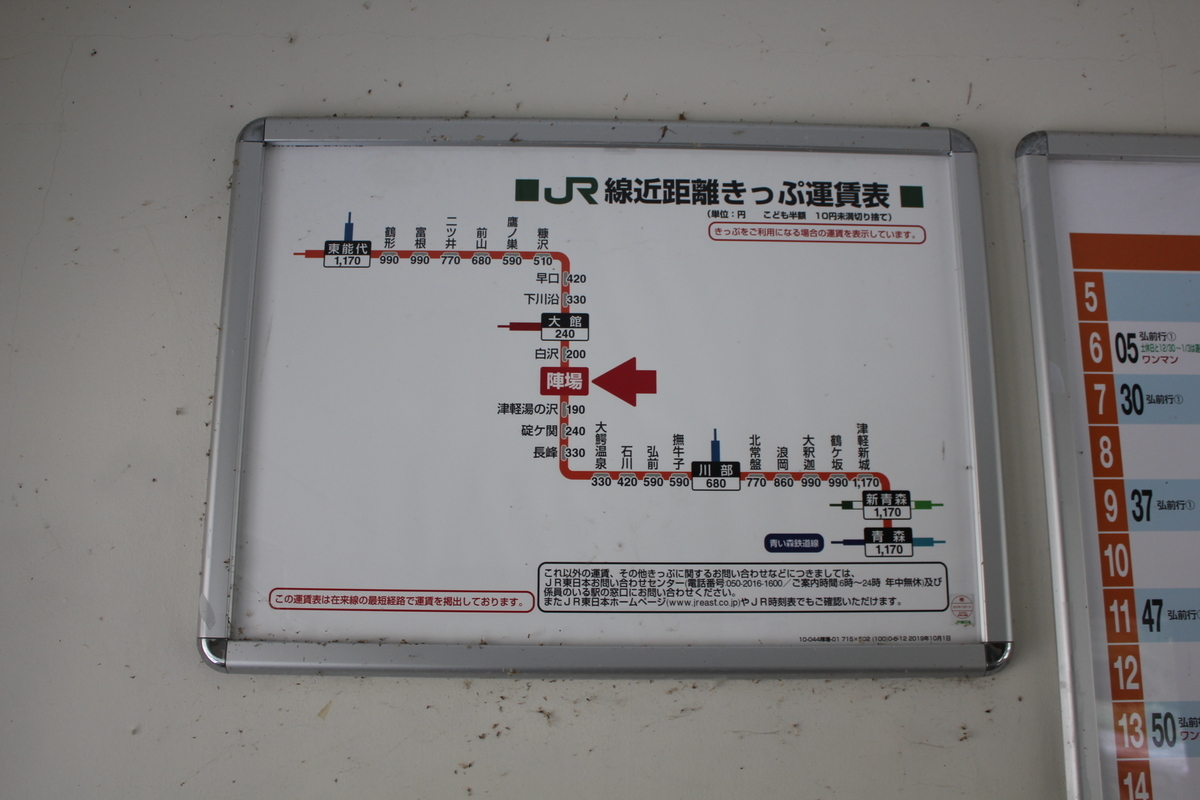 ■JR線近距離きっぷ運賃表■
(単位：円 こども半額 10円未満切り捨て)
きっぷをご利用になる場合の運賃を表示しています。
東能代 1,170
鶴形 990
富根 990
二ツ井 770
前山 680
鷹ノ巣 590
糠沢 510
早口 420
下川沿 330
大館 240
白沢 200
陣場
津軽湯の沢 190
碇ケ関 240
長峰 330
大鰐温泉 330
石川 420
弘前 590
撫牛子 590
川部 680
北常盤 770
浪岡 860
大釈迦 990
鶴ケ坂 990
津軽新城 1,170
新青森 1,170
青い森鉄道線
青森 1,170
この運賃表は在来線の最短経路で運賃を掲出しております。
これ以外の運賃、その他きっぷに関するお問い合わせなどにつきましては、
JR東日本お問い合わせセンター(電話番号:050-2016-1600／ご案内時間6時〜24時 年中無休)及び
係員のいる駅の窓口にお問い合わせください。
またJR東日本ホームページ(www.jreast.co.jp)やJR時刻表でもご確認いただけます。
2019年10月1日
5
6 05 弘前行①
ワンマン
7 30 弘前行①
8
9 37 弘前行①
10
11 47 弘前行
12
13 50 弘前行
14